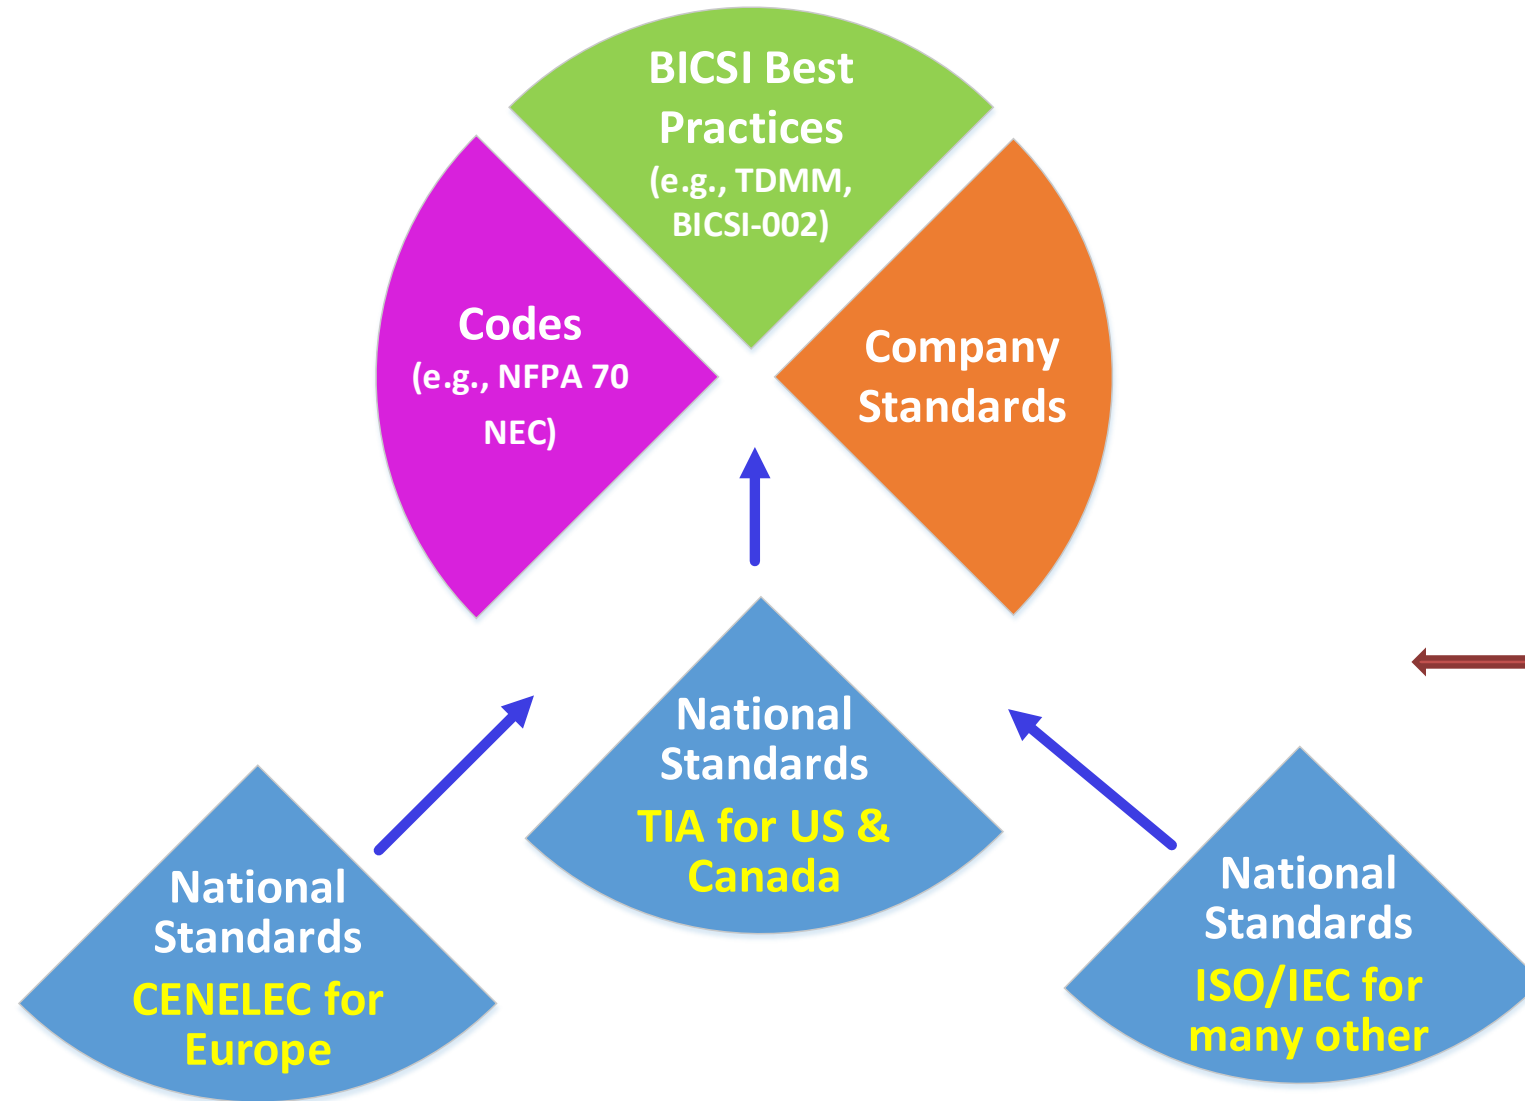 BICSI Best
Practices
(e.g., TDMM,
BICSI-002)
Codes
(e.g., NFPA 70
NEC)
Company
Standards
National
Standards
TIA for US &
Canada
National
Standards
CENELEC for
Europe
National
Standards
ISO/IEC for
many other